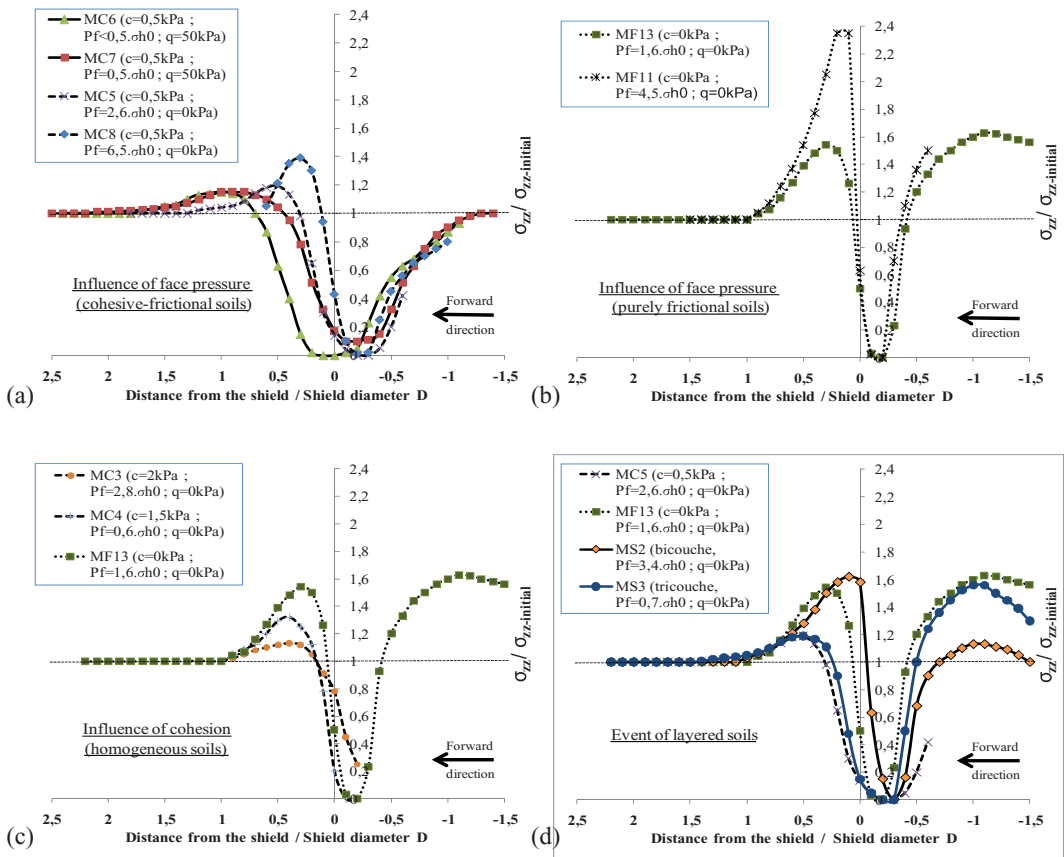 MC6 (c=0,5kPa ;
Pf<0,5.σh0 ; q=50kPa)
MC7 (c=0,5kPa ;
Pf=0,5.σh0 ; q=50kPa)
MC5 (c=0,5kPa ;
Pf=2,6.σh0 ; q=0kPa)
MC8 (c=0,5kPa ;
Pf=6,5.σh0 ; q=0kPa)
2,4
2,2
2
1,8
1,6
1,4
1,2
1
0,8
0,6
0,4
0,2
0
σzz/ σzz-initial
Influence of face pressure
(cohesive-frictional soils)
Forward
direction
2,5 2 1,5 1 0,5 0 -0,5 -1 -1,5
Distance from the shield / Shield diameter D
(a)
MF13 (c=0kPa ;
Pf=1,6.σh0 ; q=0kPa)
MF11 (c=0kPa ;
Pf=4,5.σh0 ; q=0kPa)
2,4
2,2
2
1,8
1,6
1,4
1,2
1
0,8
0,6
0,4
0,2
σzz/ σzz-initial
Influence of face pressure
(purely frictional soils)
Forward
direction
2,5 2 1,5 1 0,5 0 -0,5 -1 -1,5
Distance from the shield / Shield diameter D
(b)
MC3 (c=2kPa ;
Pf=2,8.σh0 ; q=0kPa)
MC4 (c=1,5kPa ;
Pf=0,6.σh0 ; q=0kPa)
MF13 (c=0kPa ;
Pf=1,6.σh0 ; q=0kPa)
2,4
2,2
2
1,8
1,6
1,4
1,2
1
0,8
0,6
0,4
0,2
σzz/ σzz-initial
Influence of cohesion
(homogeneous soils)
Forward
direction
2,5 2 1,5 1 0,5 0 -0,5 -1 -1,5
Distance from the shield / Shield diameter D
(c)
MC5 (c=0,5kPa ;
Pf=2,6.σh0 ; q=0kPa)
MF13 (c=0kPa ;
Pf=1,6.σh0 ; q=0kPa)
MS2 (bicouche,
Pf=3,4.σh0 ; q=0kPa)
MS3 (tricouche,
Pf=0,7.σh0 ; q=0kPa)
2,4
2,2
2
1,8
1,6
1,4
1,2
1
0,8
0,6
0,4
0,2
σzz/ σzz-initial
Event of layered soils
Forward
direction
2,5 2 1,5 1 0,5 0 -0,5 -1 -1,5
Distance from the shield / Shield diameter D
(d)